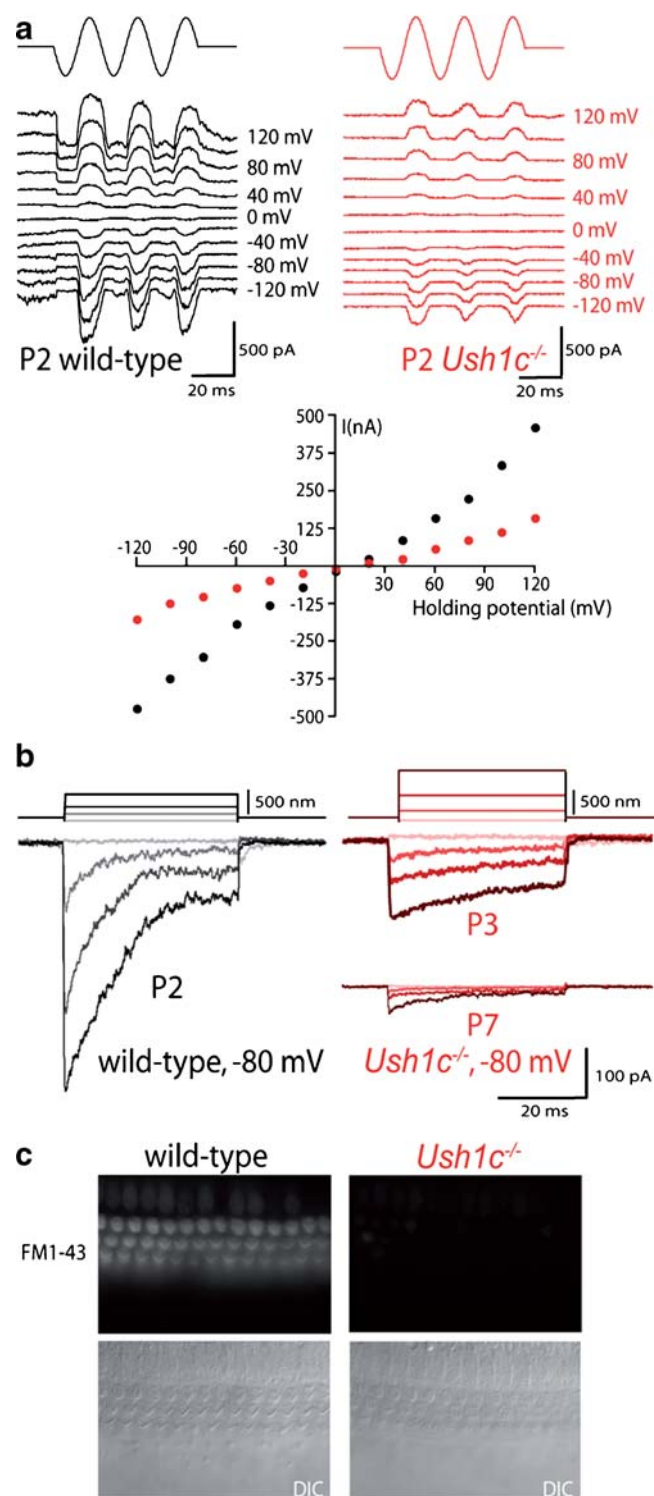 a
120 mV
80 mV
40 mV
0 mV
-40 mV
-80 mV
-120 mV
500 pA
20 ms
P2 wild-type
120 mV
80 mV
40 mV
0 mV
-40 mV
-80 mV
-120 mV
500 pA
20 ms
P2 Ush1c-/-
500
I(nA)
375
250
125
-120 -90 -60 -30
30 60 90 120
-125
Holding potential (mV)
-250
-375
-500
b
500 nm
500 nm
P2
P3
P7
wild-type, -80 mV
Ush1c-/-, -80 mV
100 pA
20 ms
c
wild-type
Ush1c-/-
FM1-43
DIC
DIC